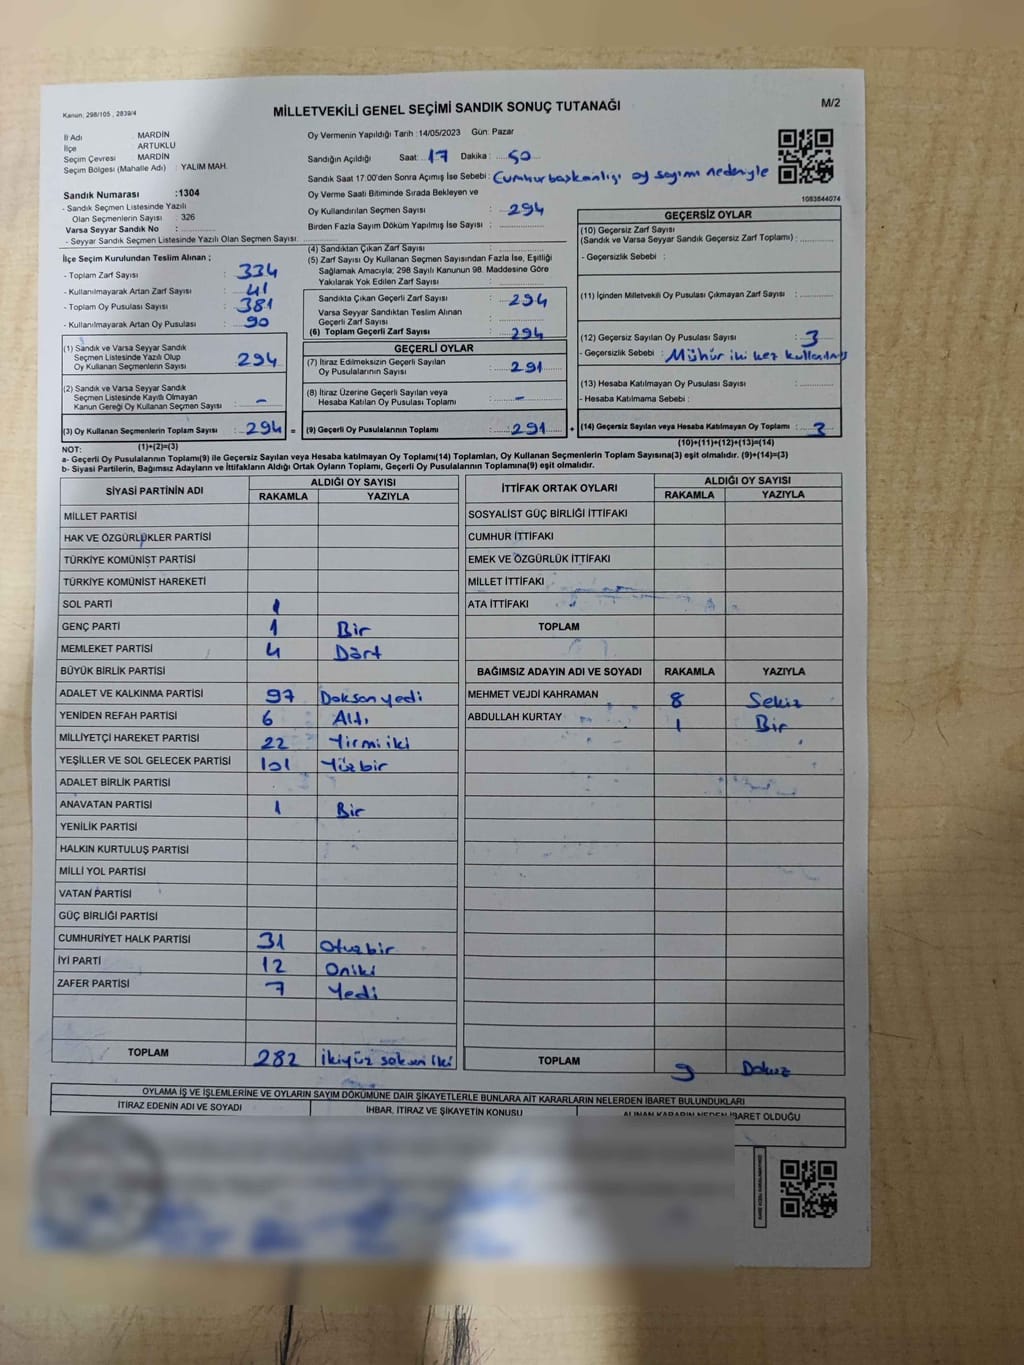 Kanun; 298/105 , 2839/4
MİLLETVEKİLİ GENEL SEÇİMİ SANDIK SONUÇ TUTANAĞI
M/2
İl Adı : MARDİN
İlçe : ARTUKLU
Seçim Çevresi : MARDİN
Seçim Bölgesi (Mahalle Adı) : YALIM MAH.
Sandık Numarası :1304
- Sandık Seçmen Listesinde Yazılı
Olan Seçmenlerin Sayısı : 326
Varsa Seyyar Sandık No :
- Seyyar Sandık Seçmen Listesinde Yazılı Olan Seçmen Sayısı
Oy Vermenin Yapıldığı Tarih :14/05/2023 Gün: Pazar
Sandığın Açıldığı Saat: 17 Dakika : 50
Sandık Saat 17.00'den Sonra Açımış İse Sebebi : Cumhurbaşkanlığı oy sayımı nedeniyle
Oy Verme Saati Bitiminde Sırada Bekleyen ve
Oy Kullandırılan Seçmen Sayısı : 294
Birden Fazla Sayım Döküm Yapılmış İse Sayısı :
1083844074
İlçe Seçim Kurulundan Teslim Alınan ;
- Toplam Zarf Sayısı : 334
- Kullanılmayarak Artan Zarf Sayısı : 41
- Toplam Oy Pusulası Sayısı : 381
- Kullanılmayarak Artan Oy Pusulası : 90
(1) Sandık ve Varsa Seyyar Sandık
Seçmen Listesinde Yazılı Olup
Oy Kullanan Seçmenlerin Sayısı : 294
(2) Sandık ve Varsa Seyyar Sandık
Seçmen Listesinde Kayıtlı Olmayan
Kanun Gereği Oy Kullanan Seçmen Sayısı : -
(3) Oy Kullanan Seçmenlerin Toplam Sayısı : 294 =
(1)+(2)=(3)
(4) Sandıktan Çıkan Zarf Sayısı :
(5) Zarf Sayısı Oy Kullanan Seçmen Sayısından Fazla İse, Eşitliği
Sağlamak Amacıyla; 298 Sayılı Kanunun 98. Maddesine Göre
Yakılarak Yok Edilen Zarf Sayısı :
Sandıkta Çıkan Geçerli Zarf Sayısı : 294
Varsa Seyyar Sandıktan Teslim Alınan
Geçerli Zarf Sayısı :
(6) Toplam Geçerli Zarf Sayısı : 294
GEÇERLİ OYLAR
(7) İtiraz Edilmeksizin Geçerli Sayılan
Oy Pusulalarının Sayısı : 291
(8) İtiraz Üzerine Geçerli Sayılan veya
Hesaba Katılan Oy Pusulası Toplamı : -
(9) Geçerli Oy Pusulalarının Toplamı : 291 +
GEÇERSİZ OYLAR
(10) Geçersiz Zarf Sayısı
(Sandık ve Varsa Seyyar Sandık Geçersiz Zarf Toplamı) :
- Geçersizlik Sebebi :
(11) İçinden Milletvekili Oy Pusulası Çıkmayan Zarf Sayısı :
(12) Geçersiz Sayılan Oy Pusulası Sayısı : 3
- Geçersizlik Sebebi : Mühür iki kez kullanılmış
(13) Hesaba Katılmayan Oy Pusulası Sayısı :
- Hesaba Katılmama Sebebi :
(14) Geçersiz Sayılan veya Hesaba Katılmayan Oy Toplamı : 3
(10)+(11)+(12)+(13)=(14)
NOT:
a- Geçerli Oy Pusulalarının Toplamı(9) ile Geçersiz Sayılan veya Hesaba katılmayan Oy Toplamı(14) Toplamları, Oy Kullanan Seçmenlerin Toplam Sayısına(3) eşit olmalıdır. (9)+(14)=(3)
b- Siyasi Partilerin, Bağımsız Adayların ve İttifakların Aldığı Ortak Oyların Toplamı, Geçerli Oy Pusulalarının Toplamına(9) eşit olmalıdır.
SİYASİ PARTİNİN ADI ALDIĞI OY SAYISI
RAKAMLA YAZIYLA
MİLLET PARTİSİ
HAK VE ÖZGÜRLÜKLER PARTİSİ
TÜRKİYE KOMÜNİST PARTİSİ
TÜRKİYE KOMÜNİST HAREKETİ
SOL PARTİ 1
GENÇ PARTİ 1 Bir
MEMLEKET PARTİSİ 4 Dört
BÜYÜK BİRLİK PARTİSİ
ADALET VE KALKINMA PARTİSİ 97 Doksanyedi
YENİDEN REFAH PARTİSİ 6 Altı
MİLLİYETÇİ HAREKET PARTİSİ 22 Yirmiiki
YEŞİLLER VE SOL GELECEK PARTİSİ 101 Yüzbir
ADALET BİRLİK PARTİSİ
ANAVATAN PARTİSİ 1 Bir
YENİLİK PARTİSİ
HALKIN KURTULUŞ PARTİSİ
MİLLİ YOL PARTİSİ
VATAN PARTİSİ
GÜÇ BİRLİĞİ PARTİSİ
CUMHURİYET HALK PARTİSİ 31 Otuzbir
İYİ PARTİ 12 Oniki
ZAFER PARTİSİ 7 Yedi
TOPLAM 282 İkiyüz seksen iki
İTTİFAK ORTAK OYLARI ALDIĞI OY SAYISI
RAKAMLA YAZIYLA
SOSYALİST GÜÇ BİRLİĞİ İTTİFAKI
CUMHUR İTTİFAKI
EMEK VE ÖZGÜRLÜK İTTİFAKI
MİLLET İTTİFAKI
ATA İTTİFAKI
TOPLAM
BAĞIMSIZ ADAYIN ADI VE SOYADI RAKAMLA YAZIYLA
MEHMET VEJDİ KAHRAMAN 8 Sekiz
ABDULLAH KURTAY 1 Bir
TOPLAM 9 Dokuz
OYLAMA İŞ VE İŞLEMLERİNE VE OYLARIN SAYIM DÖKÜMÜNE DAİR ŞİKAYETLERLE BUNLARA AİT KARARLARIN NELERDEN İBARET BULUNDUKLARI
İTİRAZ EDENİN ADI VE SOYADI İHBAR, İTİRAZ VE ŞİKAYETİN KONUSU ALINAN KARARIN NEDEN İBARET OLDUĞU